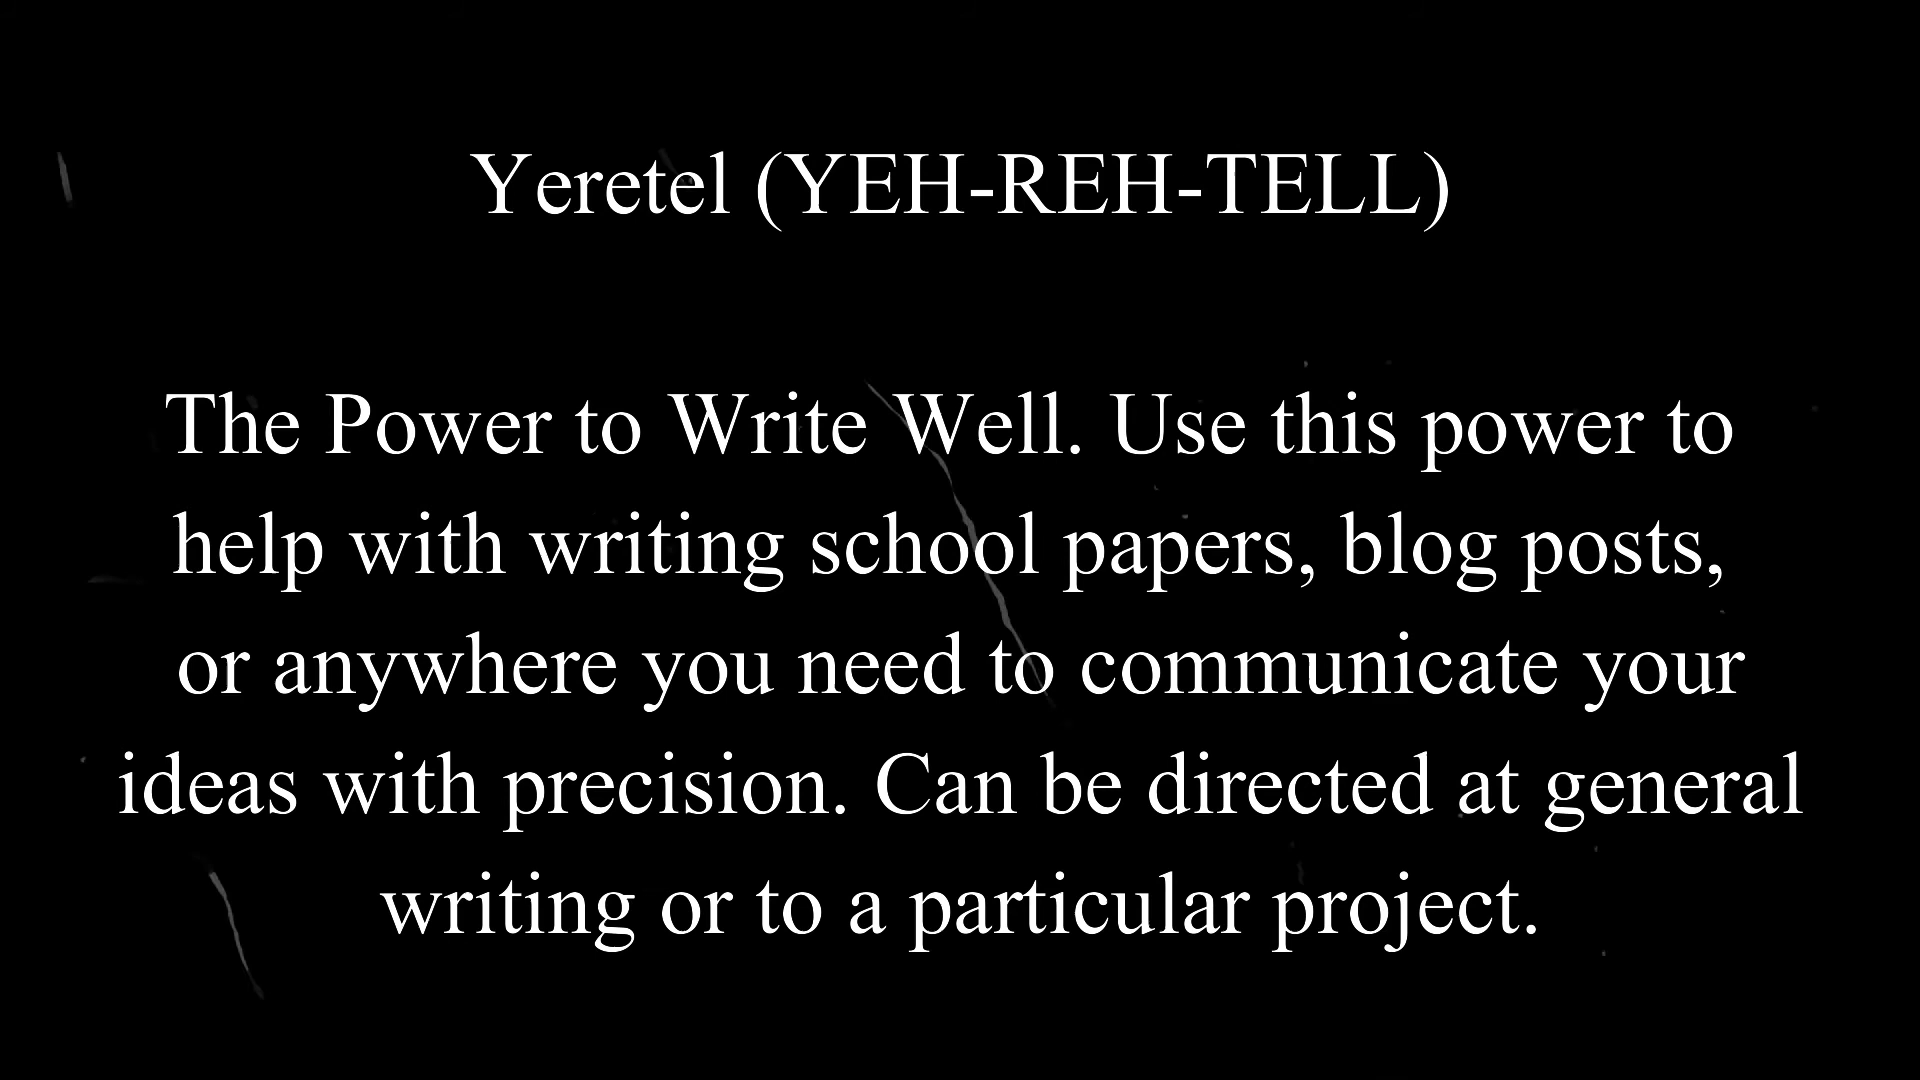 Yeretel (YEH-REH-TELL)
The Power to Write Well. Use this power to
help with writing school papers, blog posts,
or anywhere you need to communicate your
ideas with precision. Can be directed at general
writing or to a particular project.